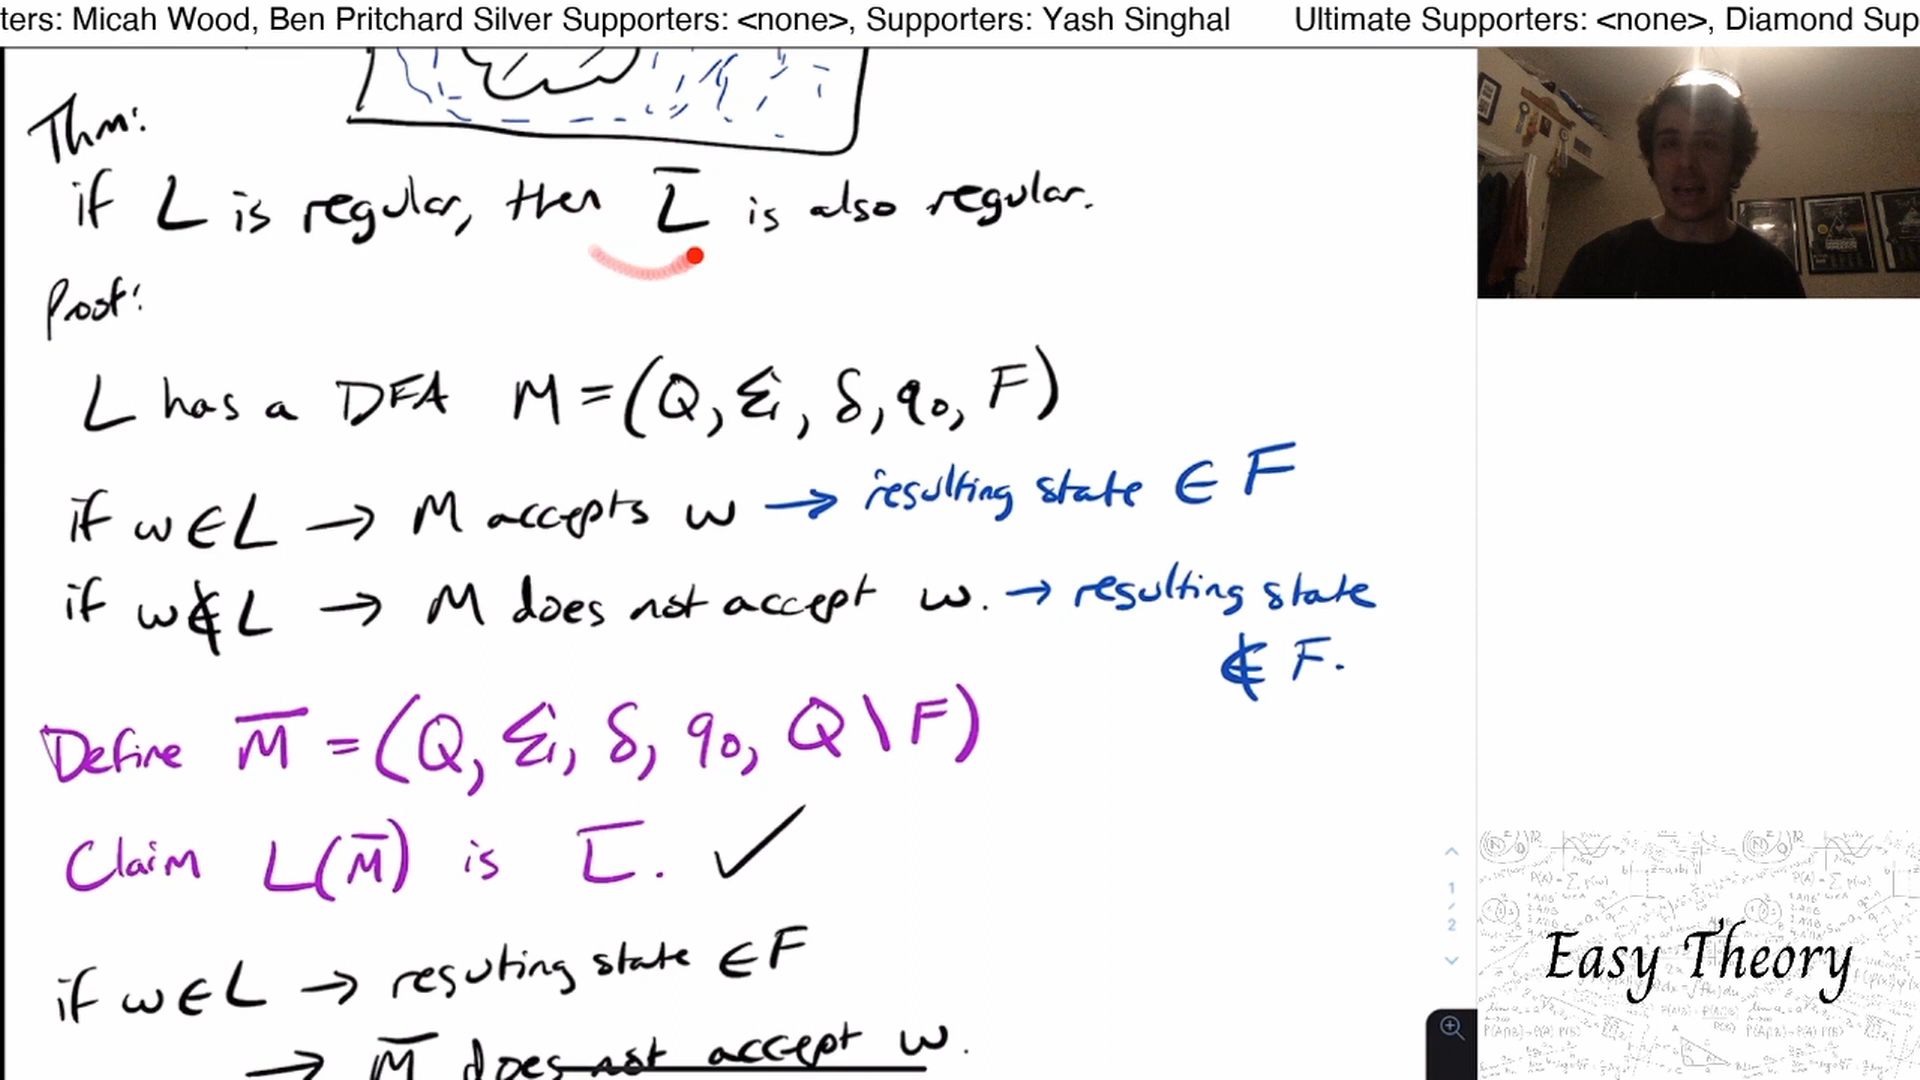 ters: Micah Wood, Ben Pritchard Silver Supporters: <none>, Supporters: Yash Singhal Ultimate Supporters: <none>, Diamond Sup
Thm:
if L is regular, then L̅ is also regular.
Proof:
L has a DFA M = (Q, Σ, δ, q₀, F)
if w ∈ L → M accepts w → resulting state ∈ F
if w ∉ L → M does not accept w. → resulting state
∉ F.
Define M̅ = (Q, Σ, δ, q₀, Q \ F)
Claim L(M̅) is L̅. ✓
if w ∈ L → resulting state ∈ F
→ M̅ does not accept w.
1
/
2
Easy Theory